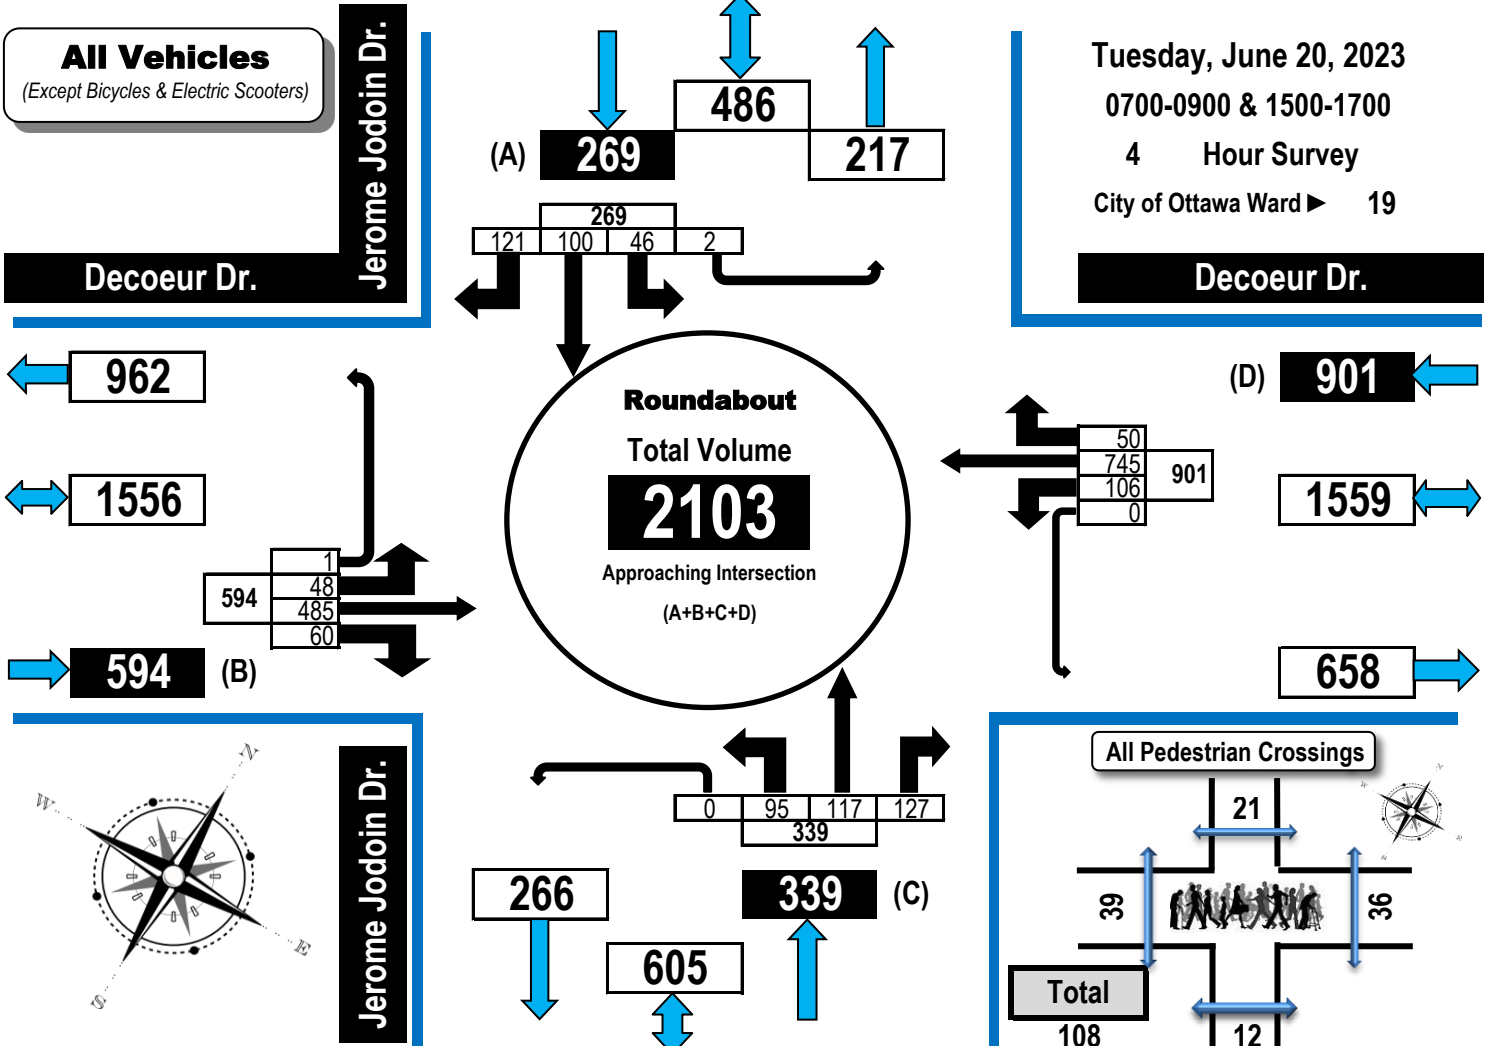 All Vehicles
(Except Bicycles & Electric Scooters)
Jerome Jodoin Dr.
Decoeur Dr.
486
(A) 269
217
269
121 100 46 2
Tuesday, June 20, 2023
0700-0900 & 1500-1700
4 Hour Survey
City of Ottawa Ward ► 19
Decoeur Dr.
962
1556
1
48
485
60
594
594 (B)
Roundabout
Total Volume
2103
Approaching Intersection
(A+B+C+D)
(D) 901
50
745
106
0
901
1559
658
N
W
E
S
Jerome Jodoin Dr.
0 95 117 127
339
266
339 (C)
605
All Pedestrian Crossings
21
39
36
Total
108
12